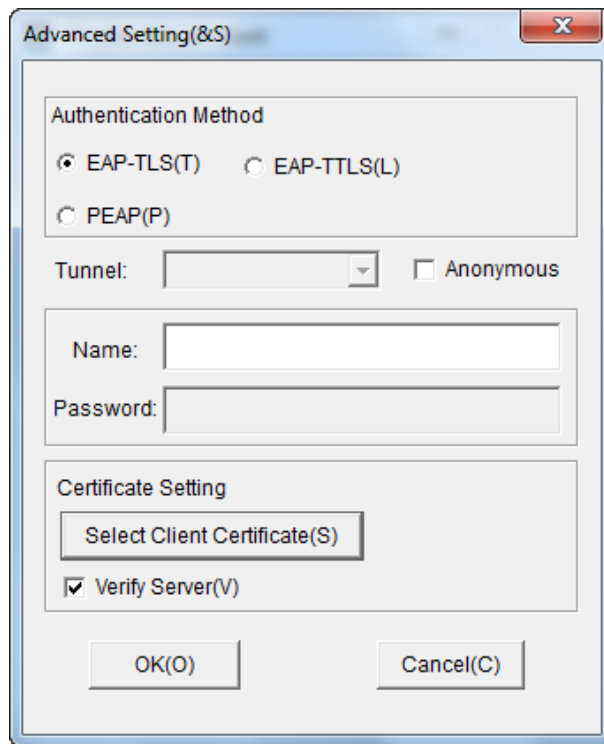 Advanced Setting(&S)
Authentication Method
EAP-TLS(T) EAP-TTLS(L)
PEAP(P)
Tunnel: Anonymous
Name:
Password:
Certificate Setting
Select Client Certificate(S)
Verify Server(V)
OK(O) Cancel(C)